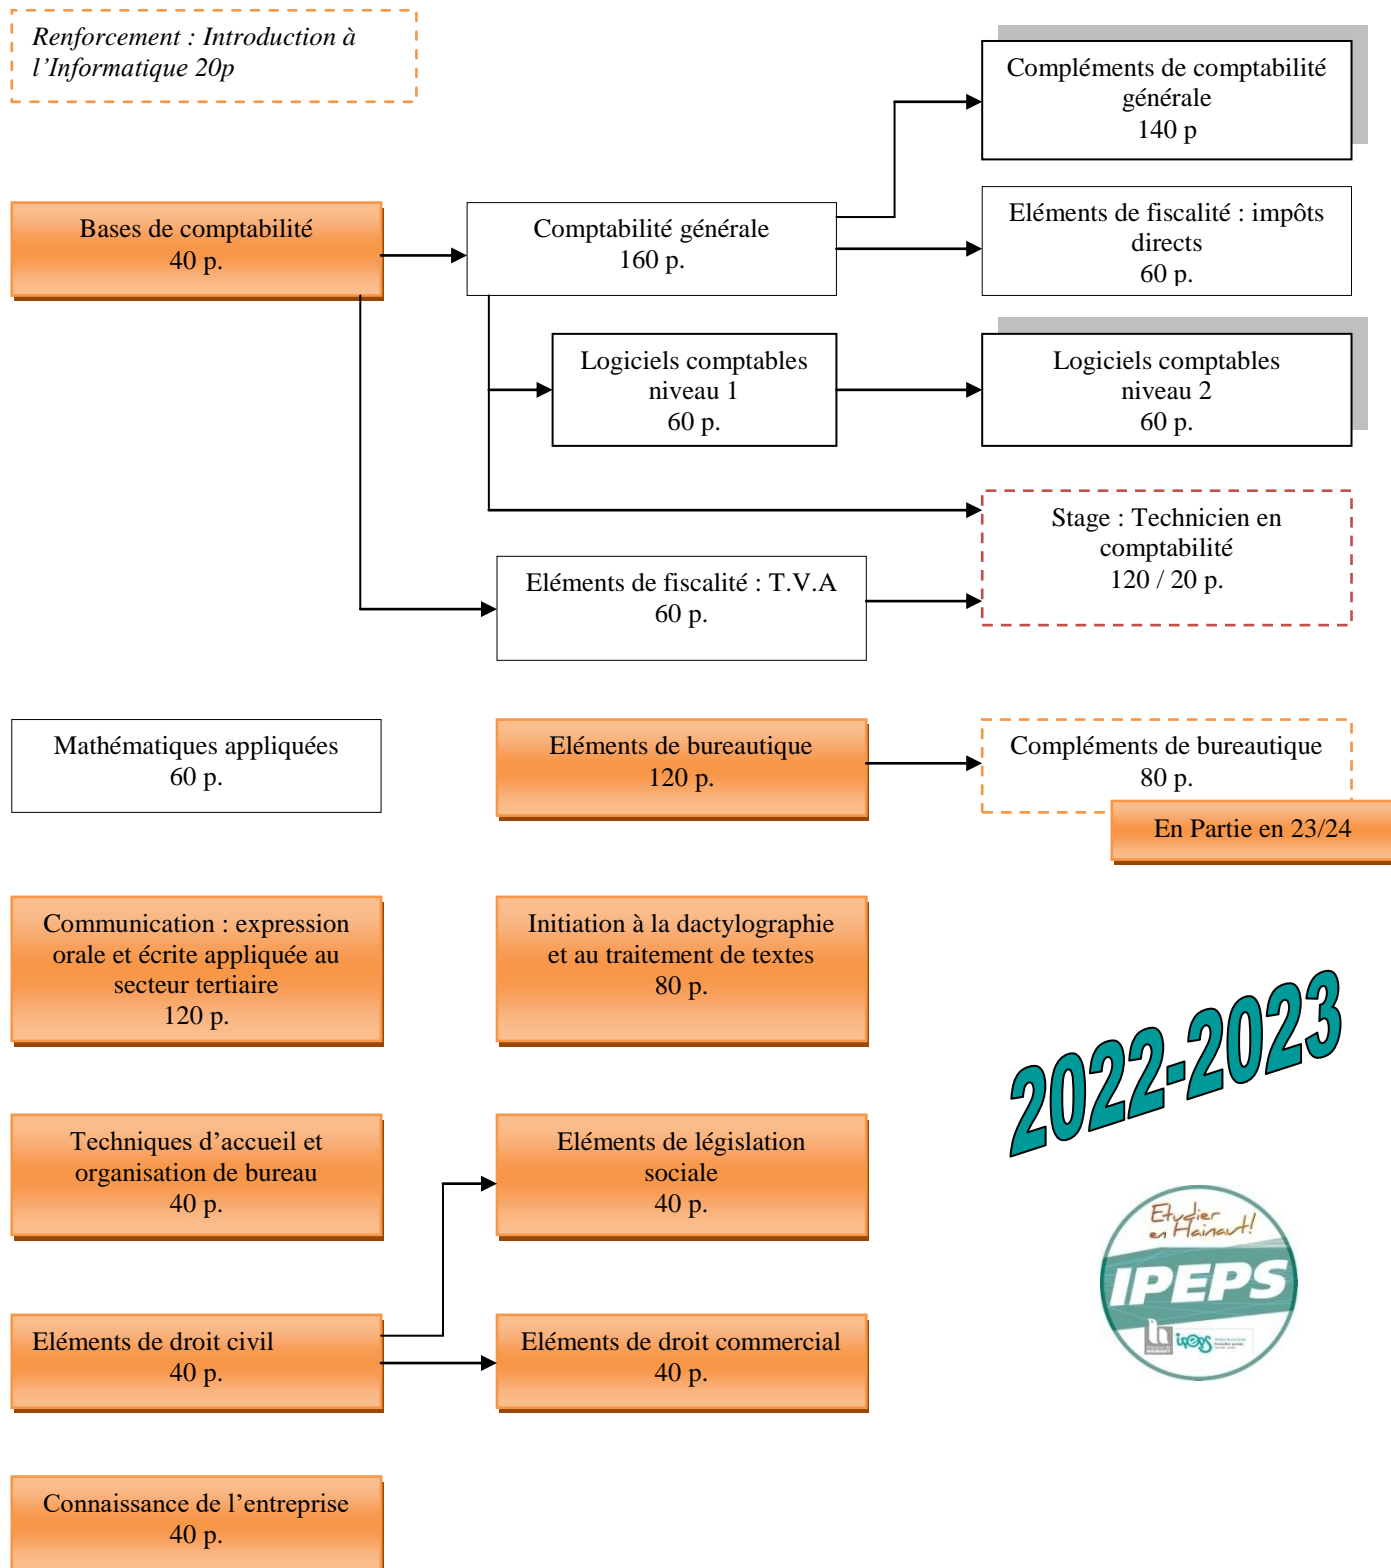 Renforcement : Introduction à
l’Informatique 20p
Compléments de comptabilité
générale
140 p
Bases de comptabilité
40 p.
Comptabilité générale
160 p.
Eléments de fiscalité : impôts
directs
60 p.
Logiciels comptables
niveau 1
60 p.
Logiciels comptables
niveau 2
60 p.
Stage : Technicien en
comptabilité
120 / 20 p.
Eléments de fiscalité : T.V.A
60 p.
Mathématiques appliquées
60 p.
Eléments de bureautique
120 p.
Compléments de bureautique
80 p.
En Partie en 23/24
Communication : expression
orale et écrite appliquée au
secteur tertiaire
120 p.
Initiation à la dactylographie
et au traitement de textes
80 p.
2022-2023
Techniques d’accueil et
organisation de bureau
40 p.
Eléments de législation
sociale
40 p.
Etudier
en Hainaut!
IPEPS
ipeps
HAINAUT
Eléments de droit civil
40 p.
Eléments de droit commercial
40 p.
Connaissance de l’entreprise
40 p.